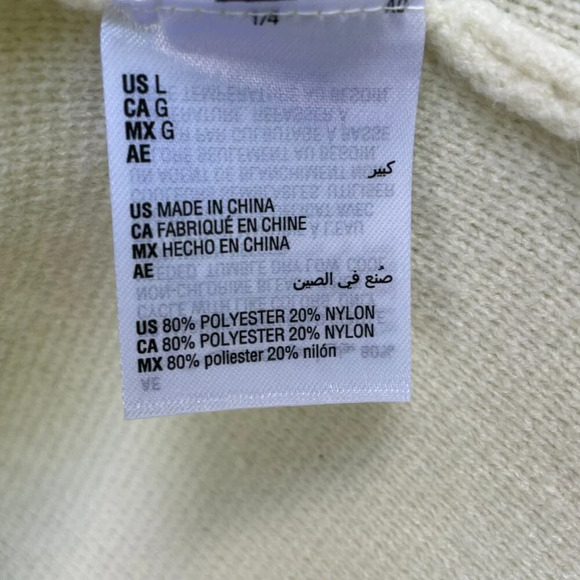 1/4
US L
CA G
MX G
AE
كبير
US MADE IN CHINA
CA FABRIQUÉ EN CHINE
MX HECHO EN CHINA
AE
صُنع في الصين
US 80% POLYESTER 20% NYLON
CA 80% POLYESTER 20% NYLON
MX 80% poliester 20% nilón